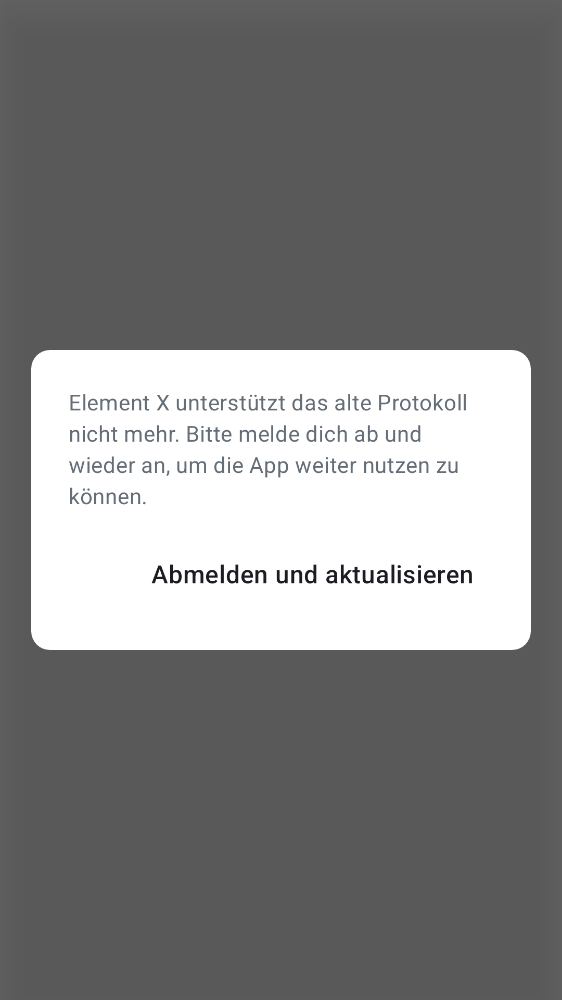 Element X unterstützt das alte Protokoll
nicht mehr. Bitte melde dich ab und
wieder an, um die App weiter nutzen zu
können.
Abmelden und aktualisieren